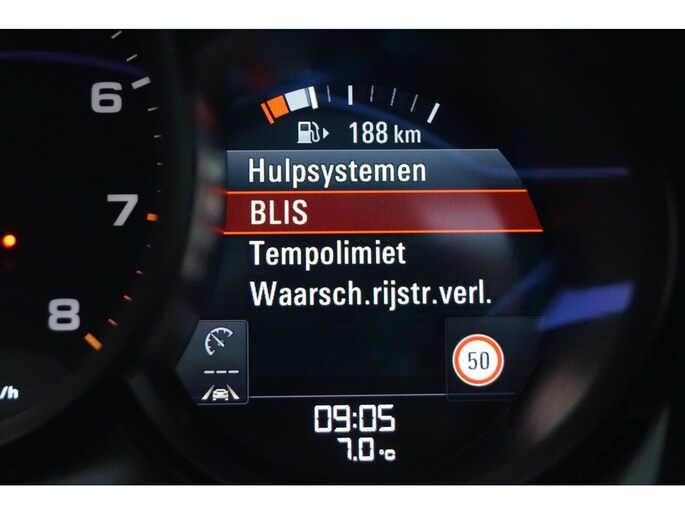 6
7
8
/h
188 km
Hulpsystemen
BLIS
Tempolimiet
Waarsch.rijstr.verl.
---
50
09:05
7.0 °C